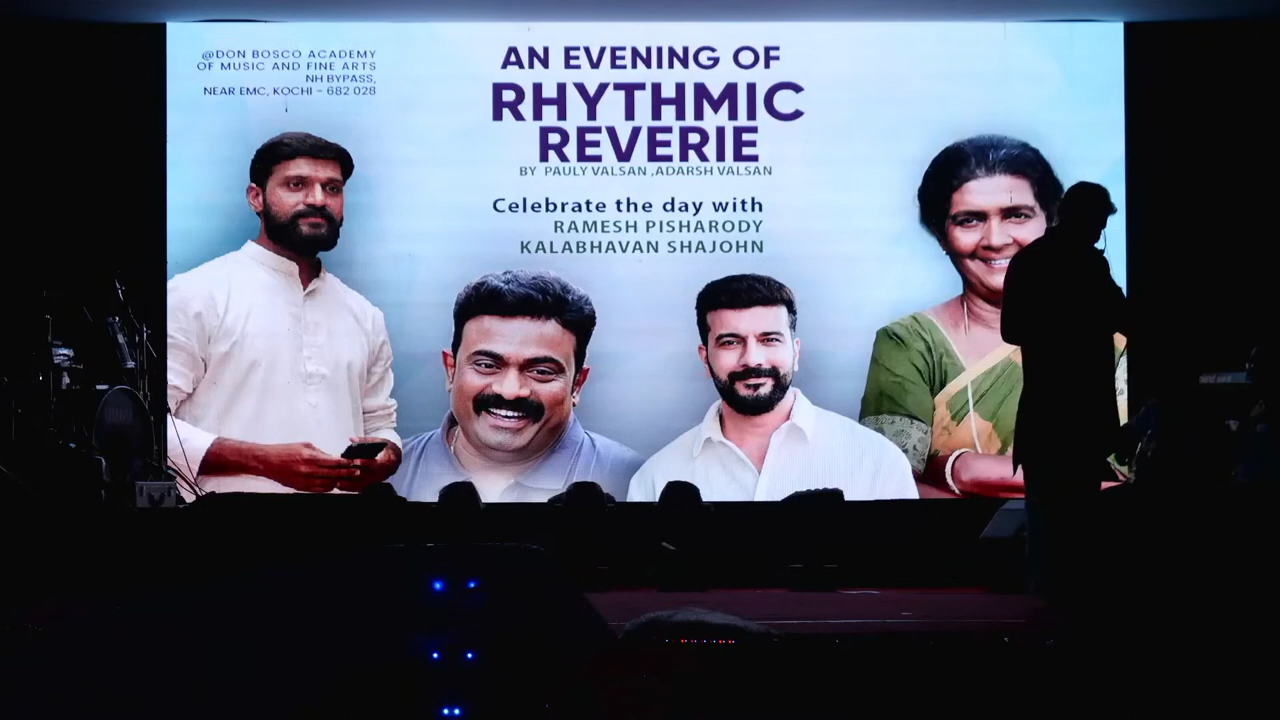 @DON BOSCO ACADEMY
OF MUSIC AND FINE ARTS
NH BYPASS,
NEAR EMC, KOCHI - 682 028
AN EVENING OF
RHYTHMIC
REVERIE
BY PAULY VALSAN ,ADARSH VALSAN
Celebrate the day with
RAMESH PISHARODY
KALABHAVAN SHAJOHN